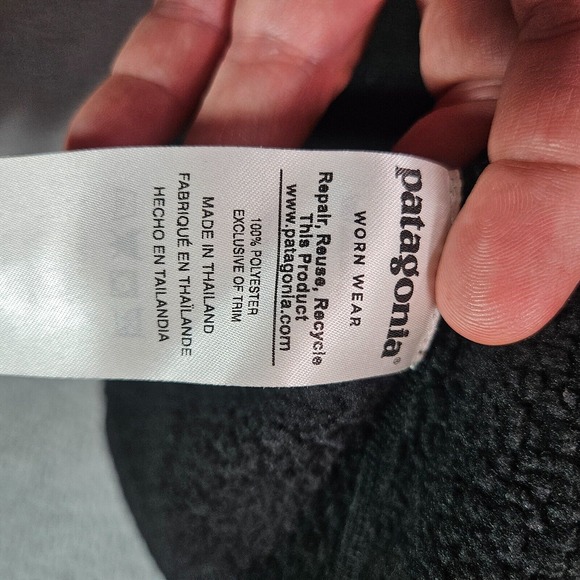 patagonia®
WORN WEAR
Repair, Reuse, Recycle
This Product
www.patagonia.com
100% POLYESTER
EXCLUSIVE OF TRIM
MADE IN THAILAND
FABRIQUÉ EN THAÏLANDE
HECHO EN TAILANDIA